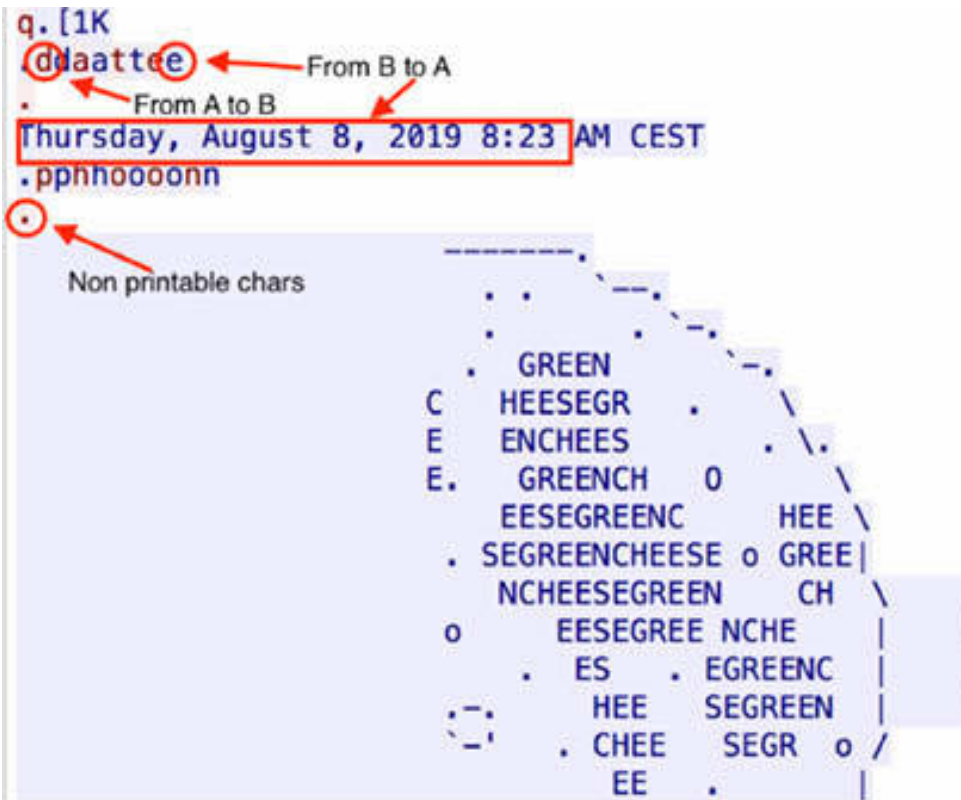 q.[1K
.ddaattee From B to A
From A to B
.
Thursday, August 8, 2019 8:23 AM CEST
.pphhoooonn
.
Non printable chars
-------.
. . `--.
. . `-.
. GREEN `-.
C HEESEGR . \
E ENCHEES . \.
E. GREENCH O \
EESEGREENC HEE \
. SEGREENCHEESE o GREE|
NCHEESEGREEN CH \
o EESEGREE NCHE |
. ES . EGREENC |
.-. HEE SEGREEN |
`-' . CHEE SEGR o /
EE . |